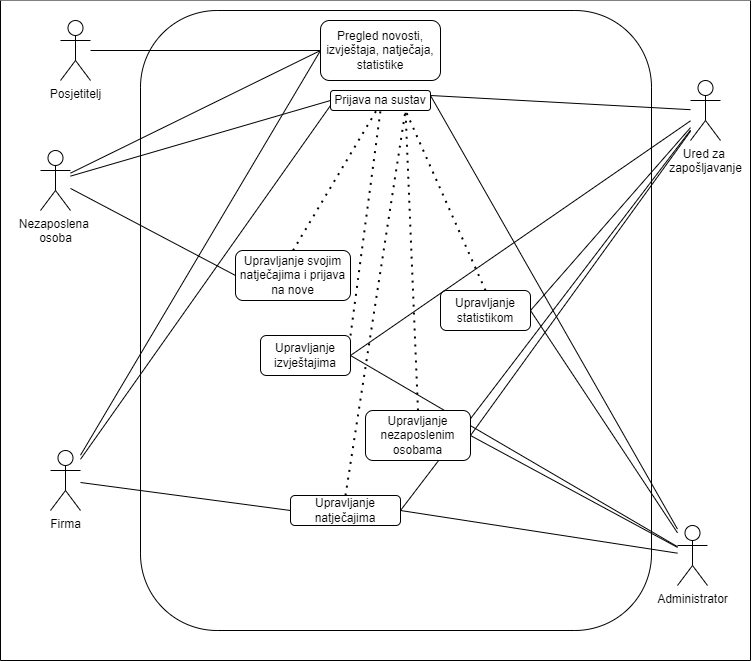 Pregled novosti,
izvještaja, natječaja,
statistike
Posjetitelj
Prijava na sustav
Ured za
zapošljavanje
Nezaposlena
osoba
Upravljanje svojim
natječajima i prijava
na nove
Upravljanje
statistikom
Upravljanje
izvještajima
Upravljanje
nezaposlenim
osobama
Upravljanje
natječajima
Firma
Administrator